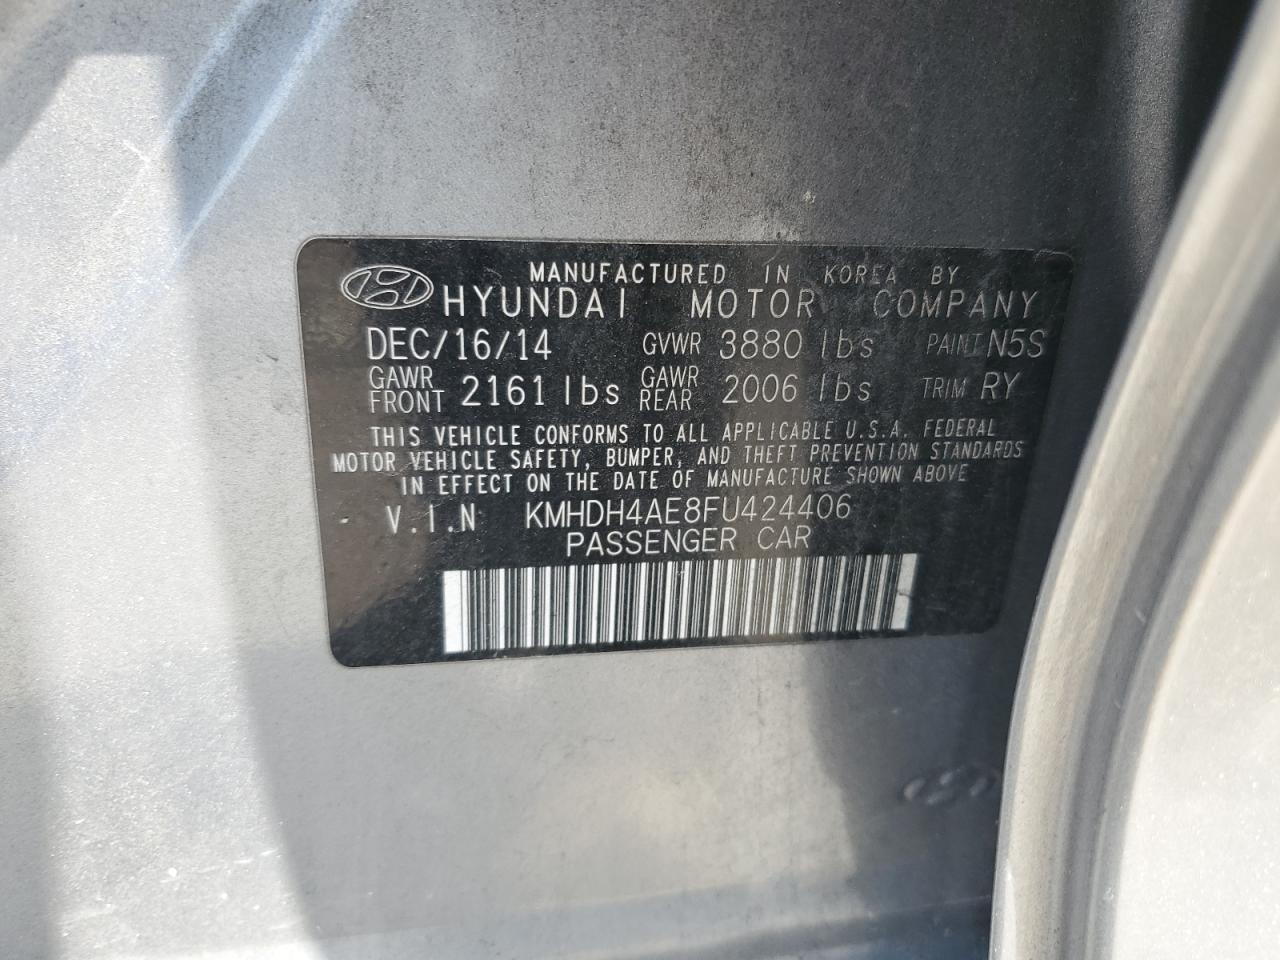 MANUFACTURED IN KOREA BY
HYUNDAI MOTOR COMPANY
DEC/16/14 GVWR 3880 lbs PAINT N5S
GAWR FRONT 2161 lbs GAWR REAR 2006 lbs TRIM RY
THIS VEHICLE CONFORMS TO ALL APPLICABLE U.S.A. FEDERAL
MOTOR VEHICLE SAFETY, BUMPER, AND THEFT PREVENTION STANDARDS
IN EFFECT ON THE DATE OF MANUFACTURE SHOWN ABOVE
V.I.N KMHDH4AE8FU424406
PASSENGER CAR